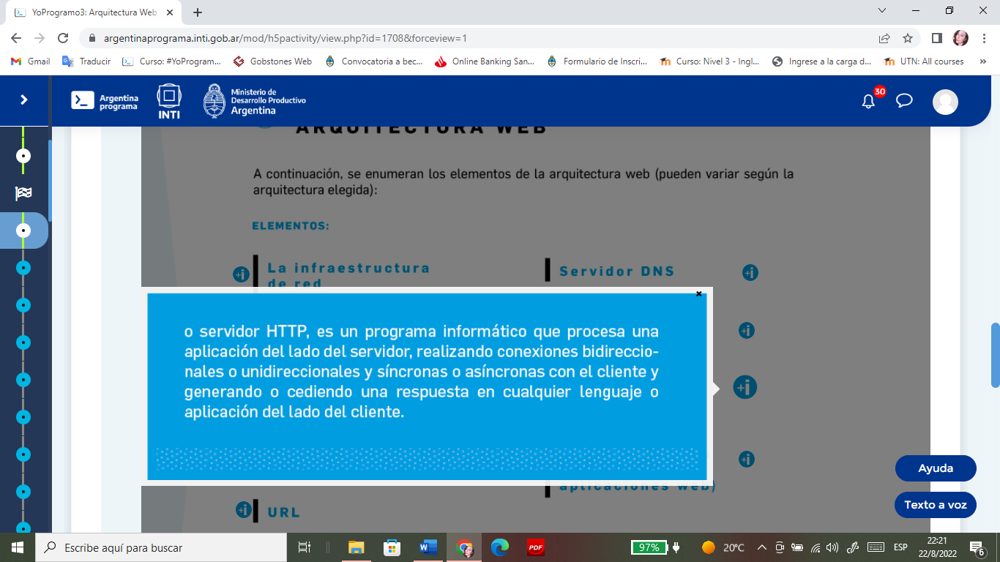 YoProgramo3: Arquitectura Web
argentinaprograma.inti.gob.ar/mod/h5pactivity/view.php?id=1708&forceview=1
Gmail
Traducir
Curso: #YoProgram...
Gobstones Web
Convocatoria a bec...
Online Banking San...
Formulario de Inscri...
Curso: Nivel 3 - Ingl...
Ingrese a la carga d...
UTN: All courses
»
Argentina
programa
INTI
Ministerio de
Desarrollo Productivo
Argentina
30
ARQUITECTURA WEB
A continuación, se enumeran los elementos de la arquitectura web (pueden variar según la
arquitectura elegida):
ELEMENTOS:
+i
La infraestructura
de red
Servidor DNS
+i
o servidor HTTP, es un programa informático que procesa una
aplicación del lado del servidor, realizando conexiones bidireccio-
nales o unidireccionales y síncronas o asíncronas con el cliente y
generando o cediendo una respuesta en cualquier lenguaje o
aplicación del lado del cliente.
+i
+i
+i
aplicaciones web)
+i
URL
Ayuda
Texto a voz
Escribe aquí para buscar
W
PDF
97%
20°C
ESP
22:21
22/8/2022
6